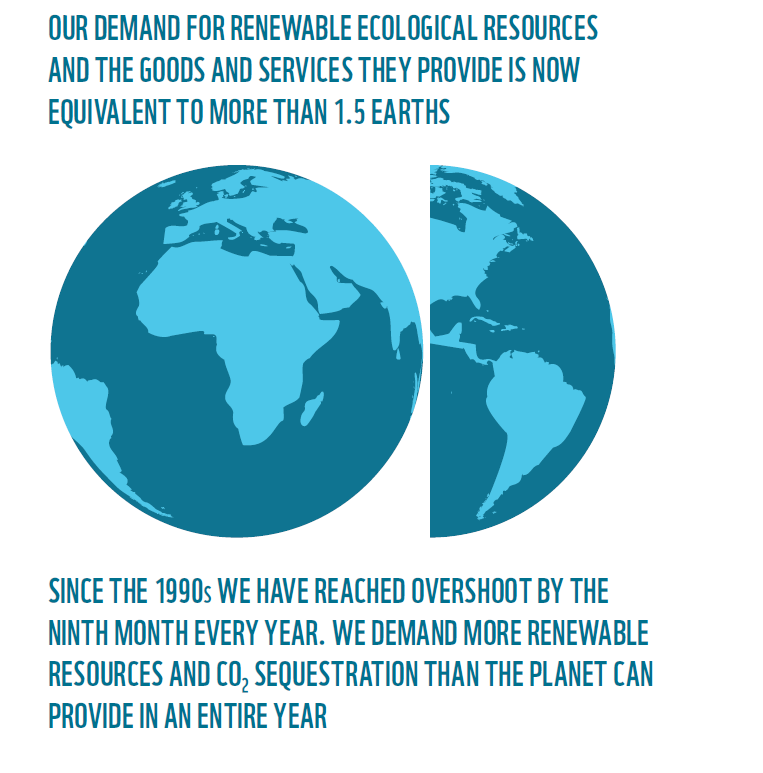 OUR DEMAND FOR RENEWABLE ECOLOGICAL RESOURCES
AND THE GOODS AND SERVICES THEY PROVIDE IS NOW
EQUIVALENT TO MORE THAN 1.5 EARTHS
SINCE THE 1990s WE HAVE REACHED OVERSHOOT BY THE
NINTH MONTH EVERY YEAR. WE DEMAND MORE RENEWABLE
RESOURCES AND CO₂ SEQUESTRATION THAN THE PLANET CAN
PROVIDE IN AN ENTIRE YEAR